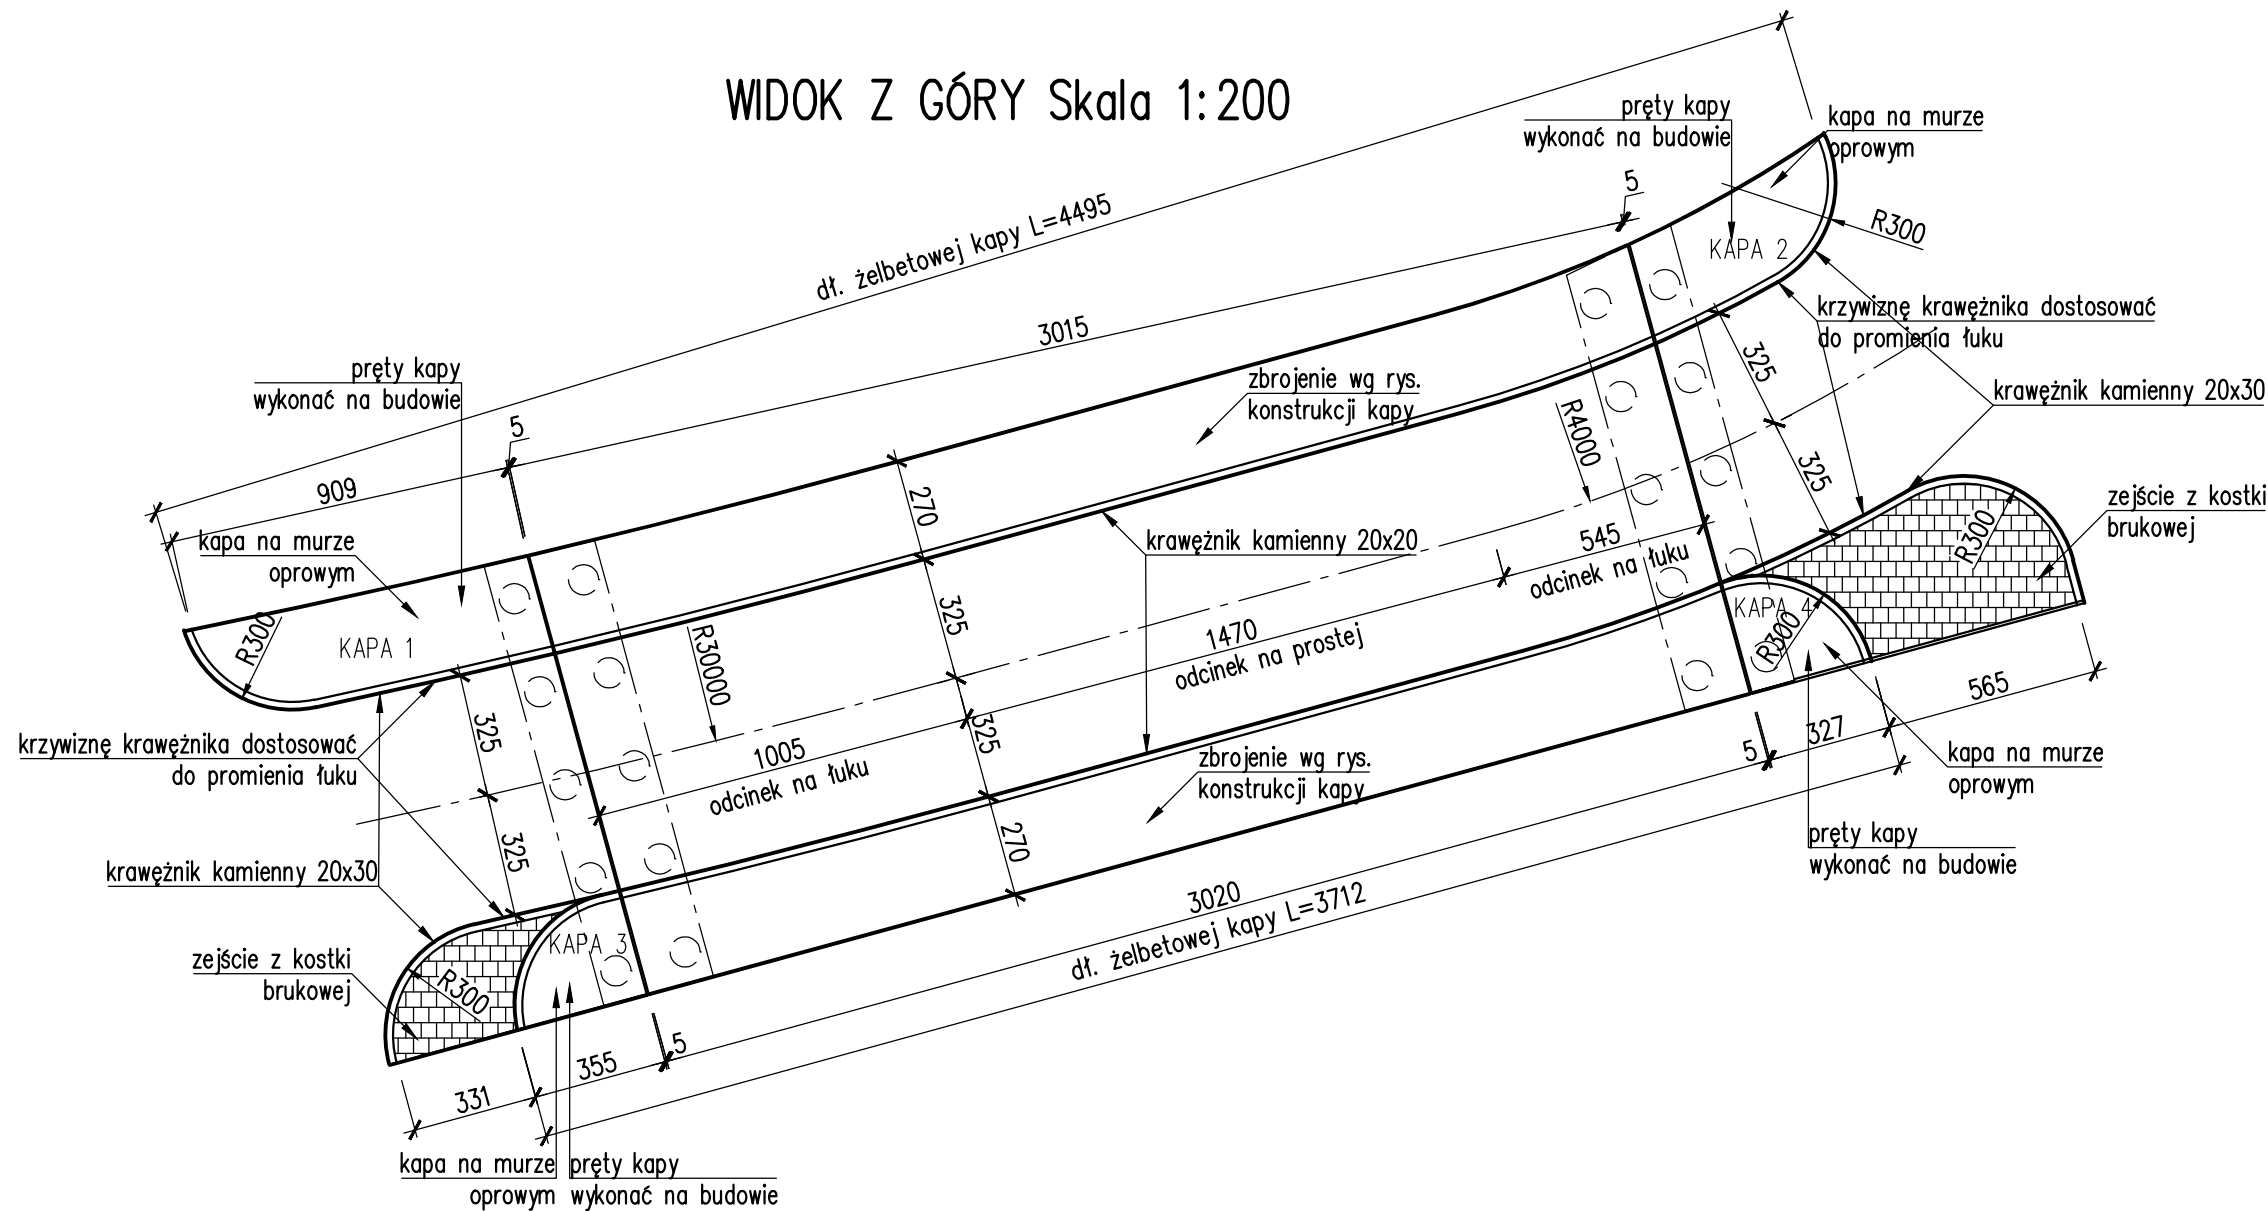 WIDOK Z GÓRY Skala 1:200
pręty kapy
wykonać na budowie
kapa na murze
oprowym
5
R300
KAPA 2
dł. żelbetowej kapy L=4495
3015
krzywiznę krawężnika dostosować
do promienia łuku
325
pręty kapy
wykonać na budowie
zbrojenie wg rys.
konstrukcji kapy
krawężnik kamienny 20x30
R4000
5
909
270
325
zejście z kostki
brukowej
kapa na murze
oprowym
krawężnik kamienny 20x20
545
odcinek na łuku
R300
R300
KAPA 1
325
R30000
1470
odcinek na prostej
KAPA 4
R300
325
325
565
327
krzywiznę krawężnika dostosować
do promienia łuku
1005
odcinek na łuku
zbrojenie wg rys.
konstrukcji kapy
5
kapa na murze
oprowym
325
270
pręty kapy
wykonać na budowie
krawężnik kamienny 20x30
3020
dł. żelbetowej kapy L=3712
KAPA 3
zejście z kostki
brukowej
R300
5
355
331
kapa na murze
oprowym
pręty kapy
wykonać na budowie